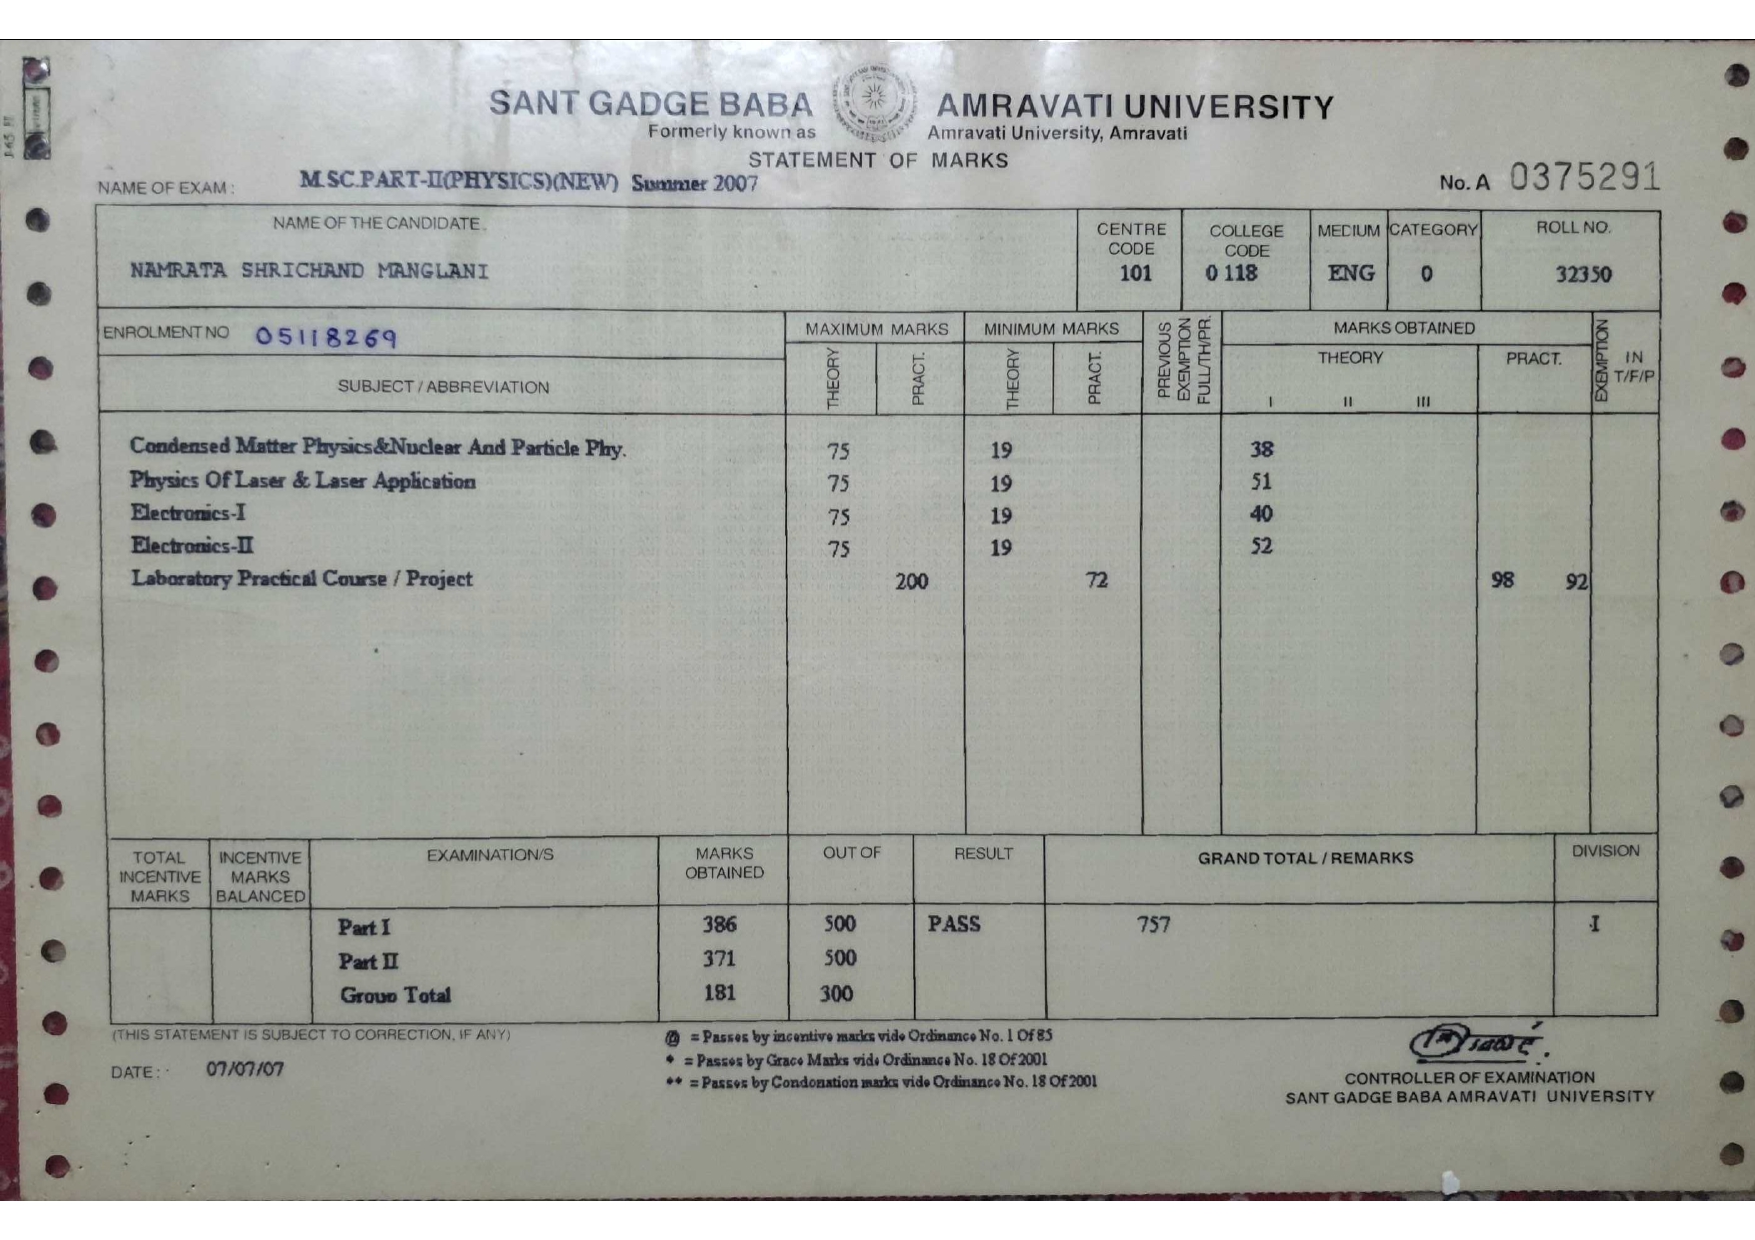 SANT GADGE BABA AMRAVATI UNIVERSITY
Formerly known as Amravati University, Amravati
STATEMENT OF MARKS
NAME OF EXAM : M.SC.PART-II(PHYSICS)(NEW) Summer 2007
No. A 0375291
NAME OF THE CANDIDATE.
NAMRATA SHRICHAND MANGLANI
CENTRE CODE 101
COLLEGE CODE 0 118
MEDIUM ENG
CATEGORY 0
ROLL NO. 32350
ENROLMENT NO 05118269
SUBJECT / ABBREVIATION
MAXIMUM MARKS THEORY PRACT.
MINIMUM MARKS THEORY PRACT.
PREVIOUS EXEMPTION FULL/TH/PR.
MARKS OBTAINED
THEORY PRACT.
I II III
EXEMPTION IN T/F/P
Condensed Matter Physics&Nuclear And Particle Phy. 75 19 38
Physics Of Laser & Laser Application 75 19 51
Electronics-I 75 19 40
Electronics-II 75 19 52
Laboratory Practical Course / Project 200 72 98 92
TOTAL INCENTIVE MARKS
INCENTIVE MARKS BALANCED
EXAMINATION/S
MARKS OBTAINED
OUT OF
RESULT
GRAND TOTAL / REMARKS
DIVISION
Part I 386 500 PASS 757 I
Part II 371 500
Group Total 181 300
(THIS STATEMENT IS SUBJECT TO CORRECTION, IF ANY)
DATE : 07/07/07
@ = Passes by incentive marks vide Ordinance No. 1 Of 85
* = Passes by Grace Marks vide Ordinance No. 18 Of 2001
** = Passes by Condonation marks vide Ordinance No. 18 Of 2001
CONTROLLER OF EXAMINATION
SANT GADGE BABA AMRAVATI UNIVERSITY